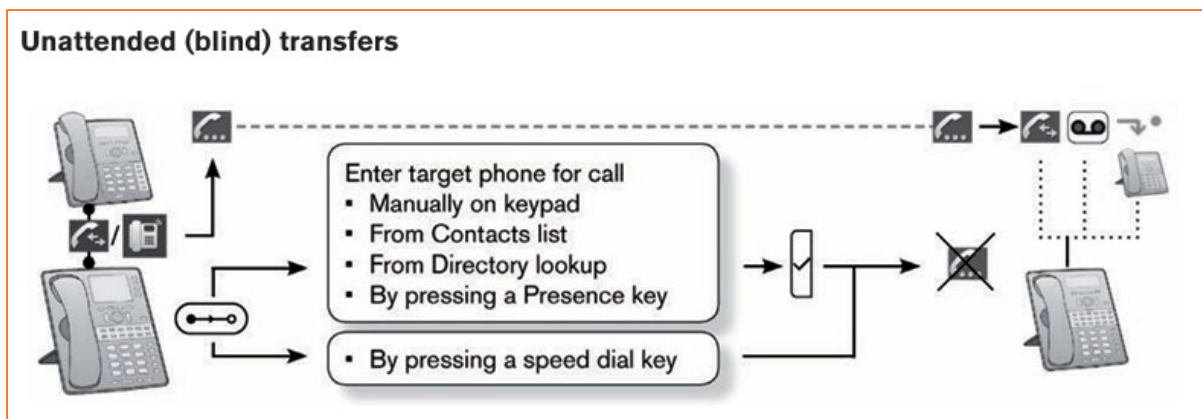 Unattended (blind) transfers
Enter target phone for call
▪ Manually on keypad
▪ From Contacts list
▪ From Directory lookup
▪ By pressing a Presence key
▪ By pressing a speed dial key